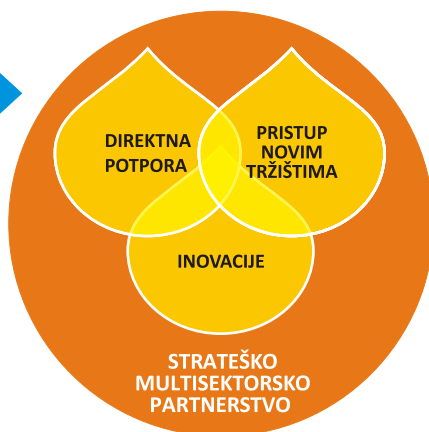 DIREKTNA
POTPORA
PRISTUP
NOVIM
TRŽIŠTIMA
INOVACIJE
STRATEŠKO
MULTISEKTORSKO
PARTNERSTVO